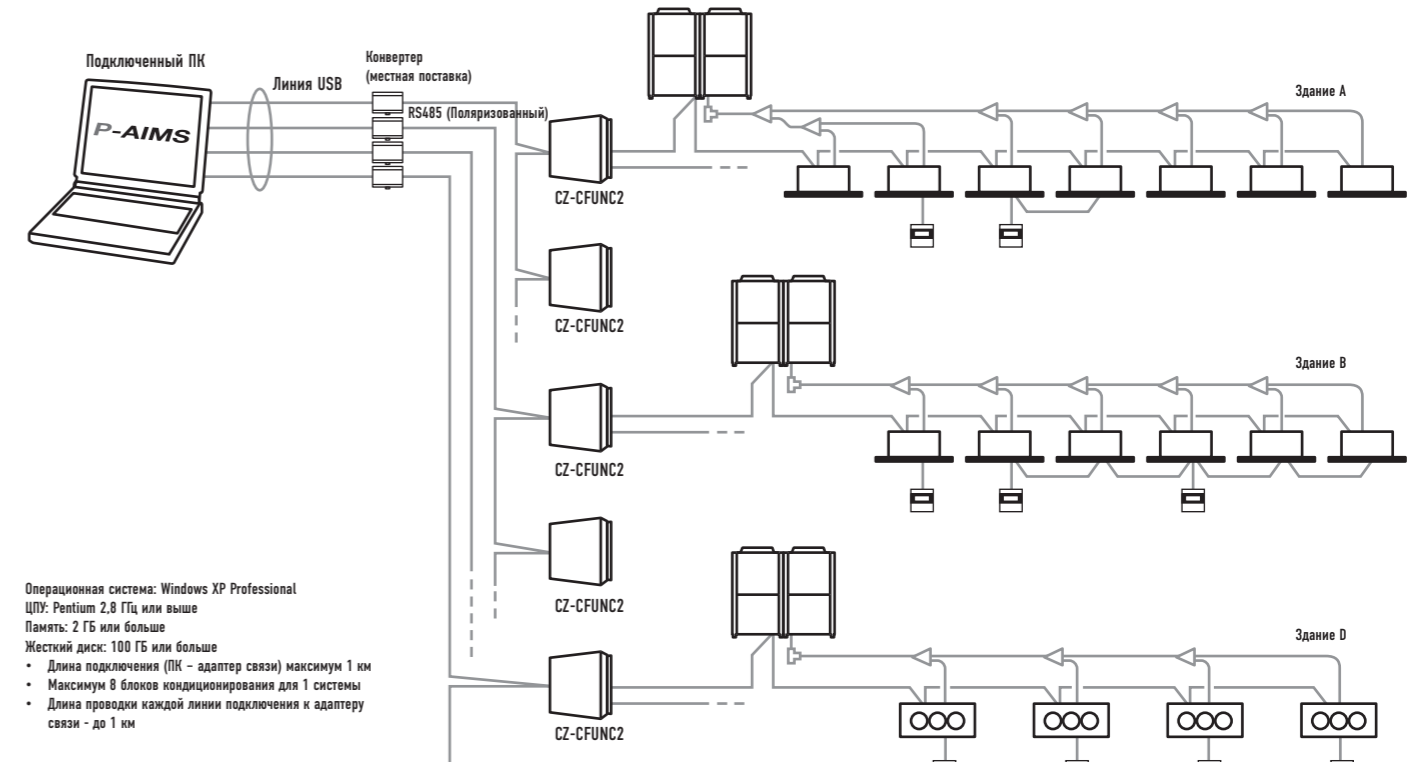 Подключенный ПК
P-AIMS
Линия USB
Конвертер
(местная поставка)
RS485 (Поляризованный)
CZ-CFUNC2
Здание A
CZ-CFUNC2
Здание B
CZ-CFUNC2
CZ-CFUNC2
Здание D
CZ-CFUNC2
Операционная система: Windows XP Professional
ЦПУ: Pentium 2,8 ГГц или выше
Память: 2 ГБ или больше
Жесткий диск: 100 ГБ или больше
• Длина подключения (ПК – адаптер связи) максимум 1 км
• Максимум 8 блоков кондиционирования для 1 системы
• Длина проводки каждой линии подключения к адаптеру
связи - до 1 км